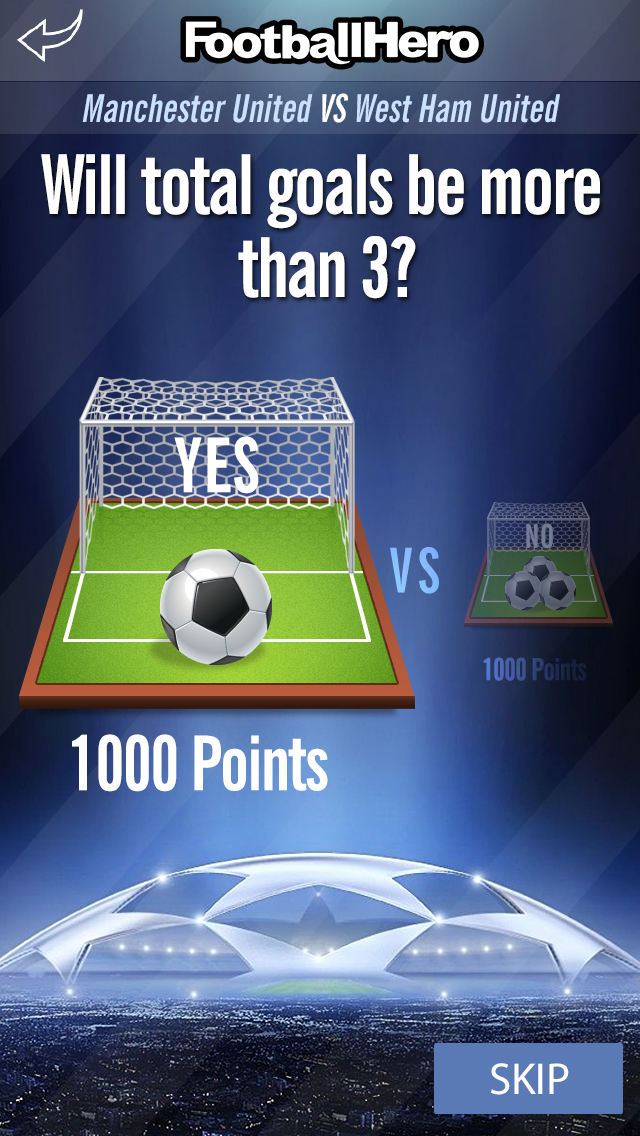 FootballHero
Manchester United VS West Ham United
Will total goals be more
than 3?
YES
VS
NO
1000 Points
1000 Points
SKIP